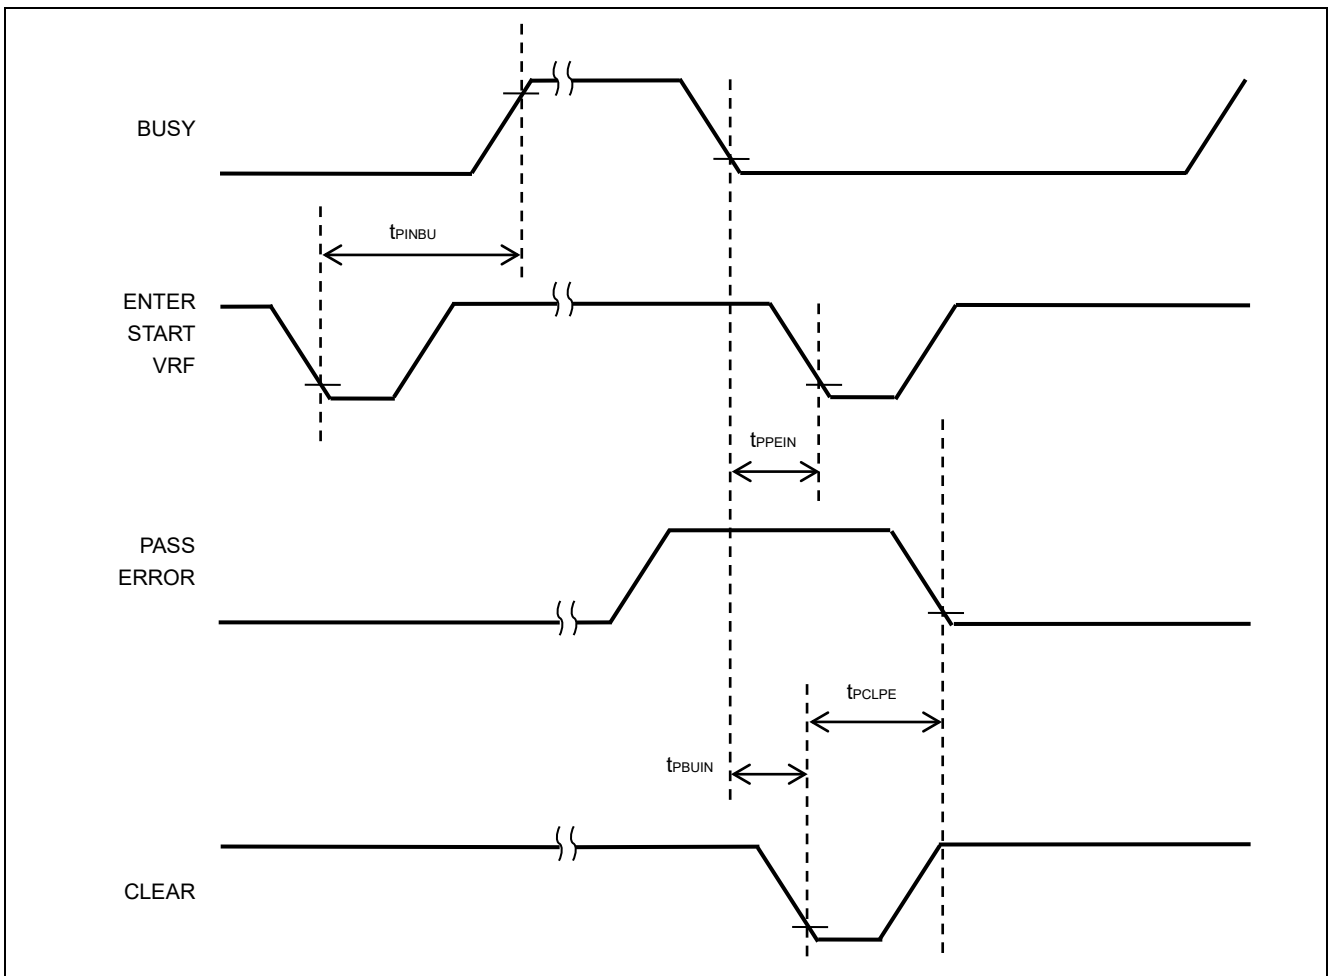 BUSY
tPINBU
ENTER
START
VRF
tPPEIN
PASS
ERROR
tPCLPE
tPBUIN
CLEAR